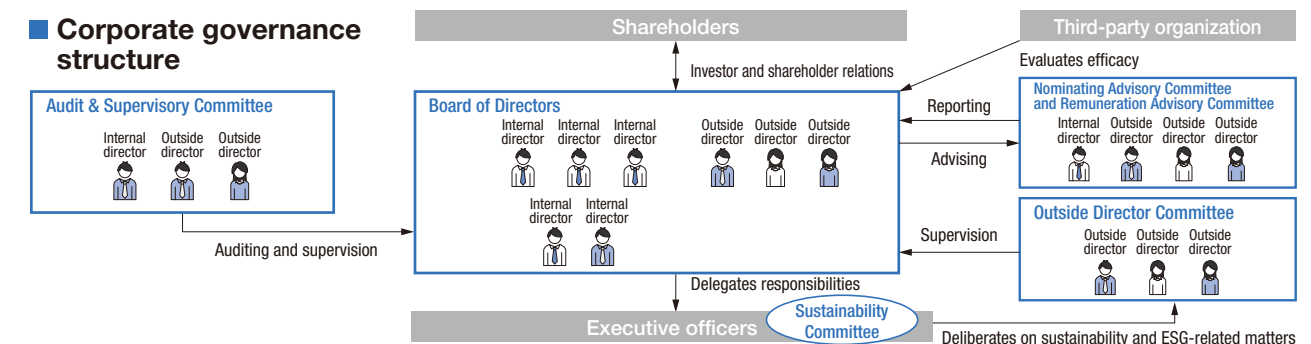 Corporate governance
structure
Shareholders
Third-party organization
Investor and shareholder relations
Evaluates efficacy
Audit & Supervisory Committee
Internal director
Outside director
Outside director
Auditing and supervision
Board of Directors
Internal director
Internal director
Internal director
Outside director
Outside director
Outside director
Internal director
Internal director
Reporting
Advising
Nominating Advisory Committee
and Remuneration Advisory Committee
Internal director
Outside director
Outside director
Outside director
Supervision
Outside Director Committee
Outside director
Outside director
Outside director
Delegates responsibilities
Executive officers
Sustainability
Committee
Deliberates on sustainability and ESG-related matters